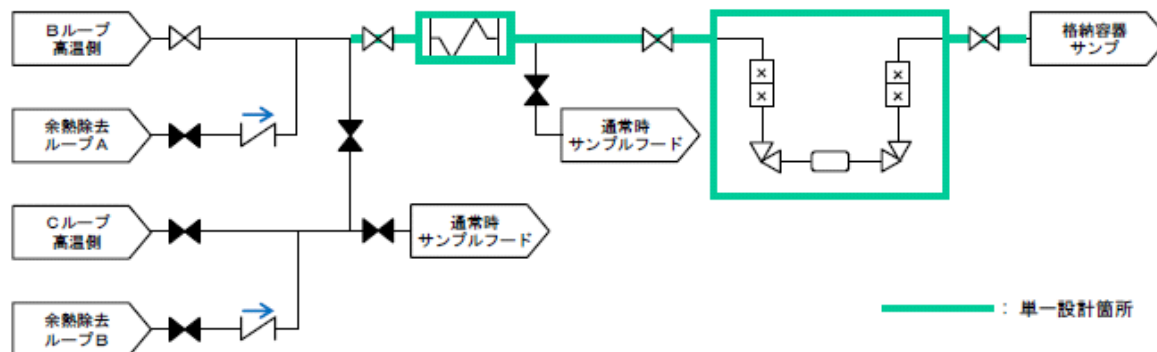 Bループ
高温側
格納容器
サンプ
余熱除去
ループA
通常時
サンプルフード
Cループ
高温側
通常時
サンプルフード
余熱除去
ループB
: 単一設計箇所